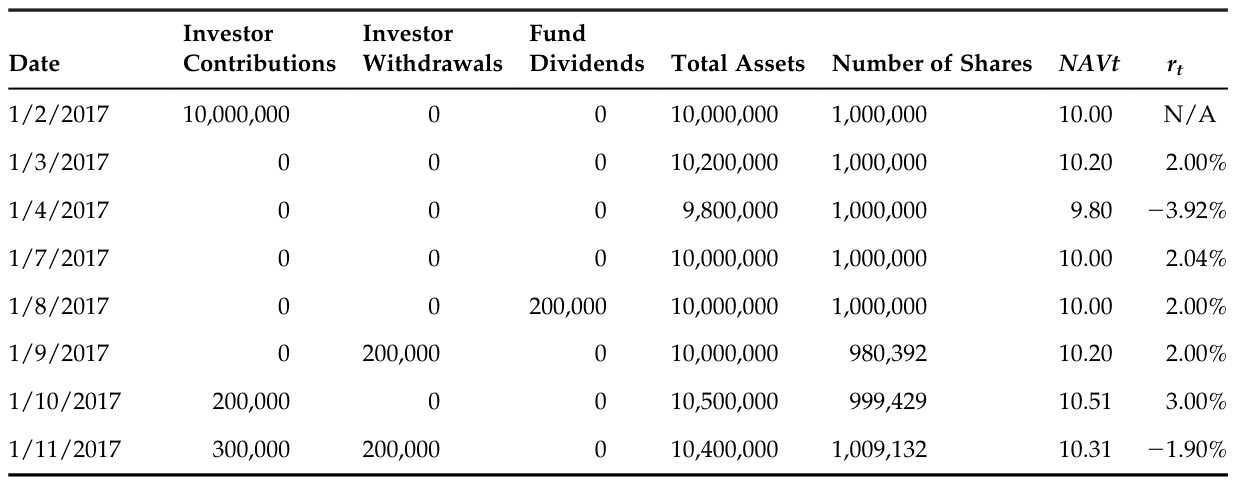 Investor Investor Fund
Date Contributions Withdrawals Dividends Total Assets Number of Shares NAVt r_t
1/2/2017 10,000,000 0 0 10,000,000 1,000,000 10.00 N/A
1/3/2017 0 0 0 10,200,000 1,000,000 10.20 2.00%
1/4/2017 0 0 0 9,800,000 1,000,000 9.80 −3.92%
1/7/2017 0 0 0 10,000,000 1,000,000 10.00 2.04%
1/8/2017 0 0 200,000 10,000,000 1,000,000 10.00 2.00%
1/9/2017 0 200,000 0 10,000,000 980,392 10.20 2.00%
1/10/2017 200,000 0 0 10,500,000 999,429 10.51 3.00%
1/11/2017 300,000 200,000 0 10,400,000 1,009,132 10.31 −1.90%